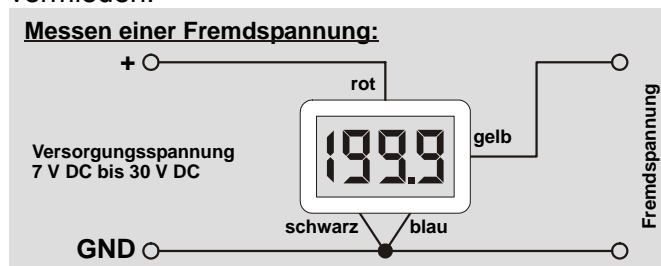 Messen einer Fremdspannung:
+
rot
199.9
gelb
Versorgungsspannung
7 V DC bis 30 V DC
Fremdspannung
schwarz
blau
GND